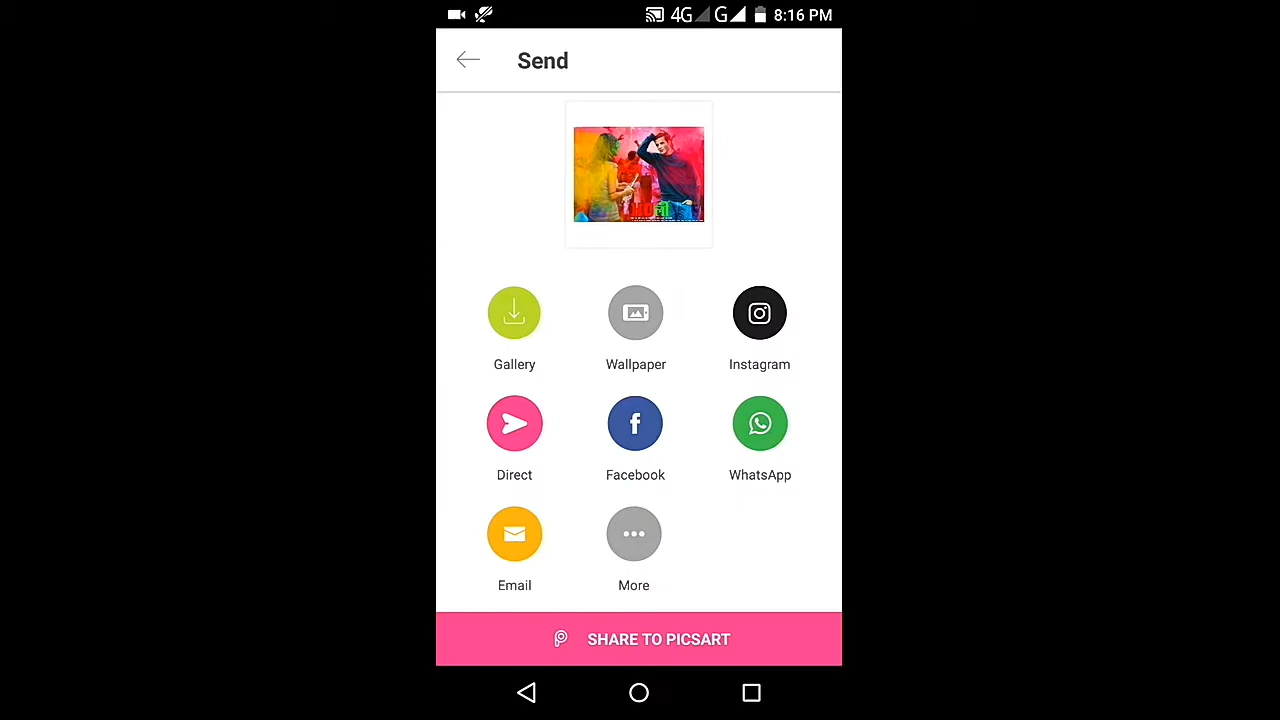 4G G 8:16 PM
Send
Gallery Wallpaper Instagram
Direct Facebook WhatsApp
Email More
SHARE TO PICSART